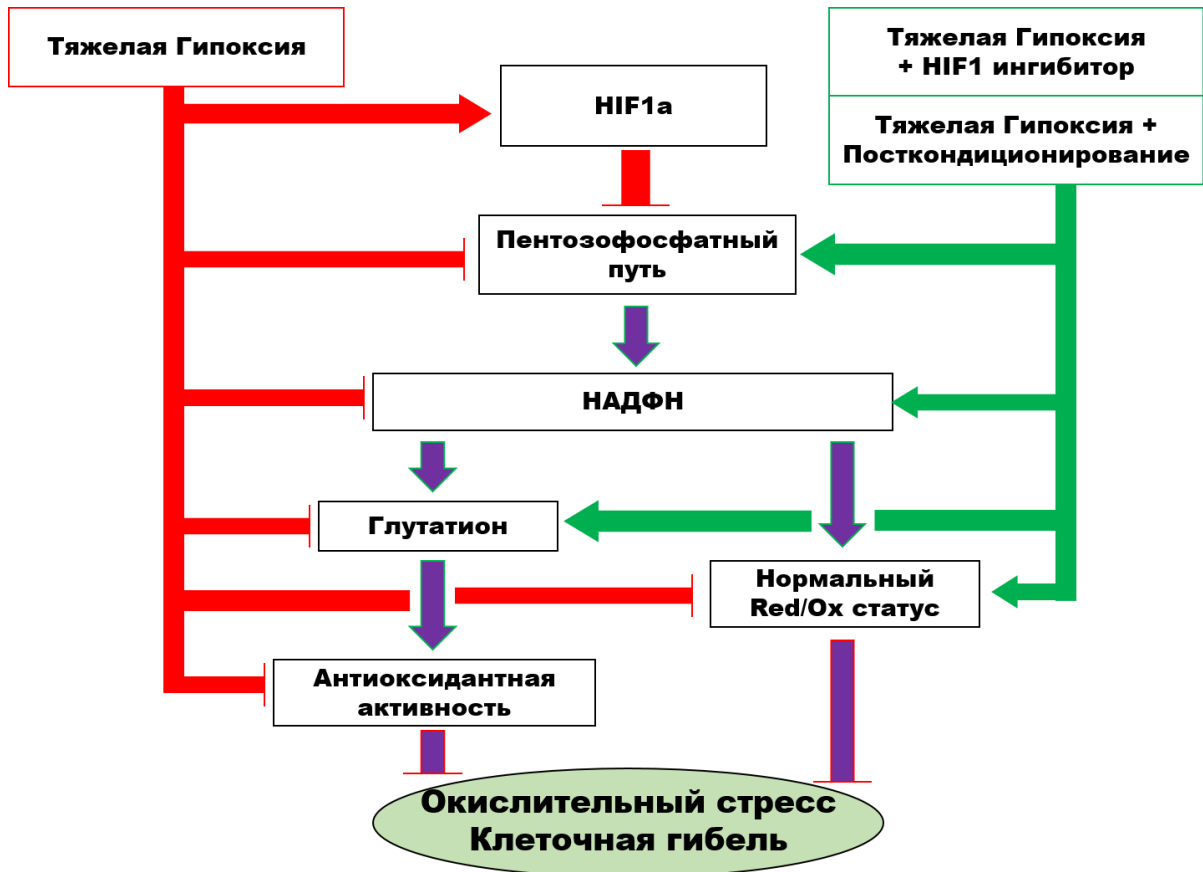 Тяжелая Гипоксия
Тяжелая Гипоксия
+ HIF1 ингибитор
HIF1a
Тяжелая Гипоксия +
Посткондиционирование
Пентозофосфатный
путь
НАДФН
Глутатион
Нормальный
Red/Ox статус
Антиоксидантная
активность
Окислительный стресс
Клеточная гибель